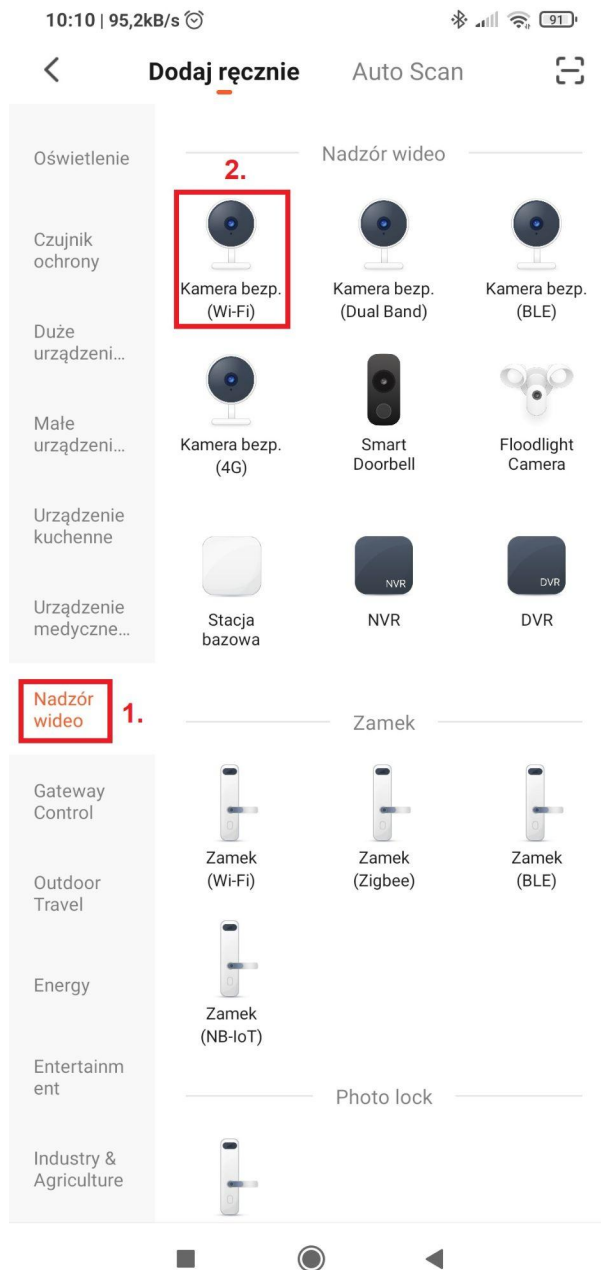 10:10 | 95,2kB/s
91
Dodaj ręcznie
Auto Scan
Oświetlenie
Czujnik
ochrony
Duże
urządzeni...
Małe
urządzeni...
Urządzenie
kuchenne
Urządzenie
medyczne...
Nadzór
wideo
1.
Gateway
Control
Outdoor
Travel
Energy
Entertainm
ent
Industry &
Agriculture
Nadzór wideo
2.
Kamera bezp.
(Wi-Fi)
Kamera bezp.
(Dual Band)
Kamera bezp.
(BLE)
Kamera bezp.
(4G)
Smart
Doorbell
Floodlight
Camera
Stacja
bazowa
NVR
NVR
DVR
DVR
Zamek
Zamek
(Wi-Fi)
Zamek
(Zigbee)
Zamek
(BLE)
Zamek
(NB-IoT)
Photo lock